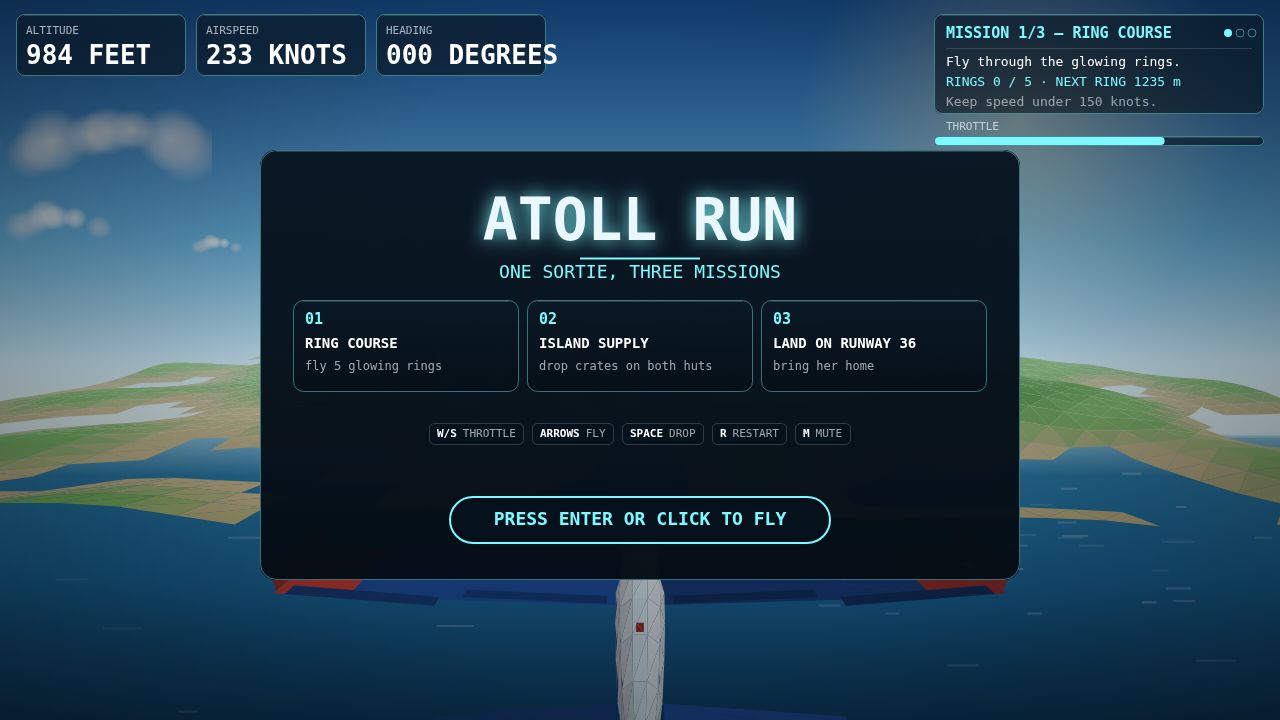 ALTITUDE
984 FEET
AIRSPEED
233 KNOTS
HEADING
000 DEGREES
MISSION 1/3 — RING COURSE
Fly through the glowing rings.
RINGS 0 / 5 · NEXT RING 1235 m
Keep speed under 150 knots.
THROTTLE
ATOLL RUN
ONE SORTIE, THREE MISSIONS
01
RING COURSE
fly 5 glowing rings
02
ISLAND SUPPLY
drop crates on both huts
03
LAND ON RUNWAY 36
bring her home
W/S THROTTLE ARROWS FLY SPACE DROP R RESTART M MUTE
PRESS ENTER OR CLICK TO FLY